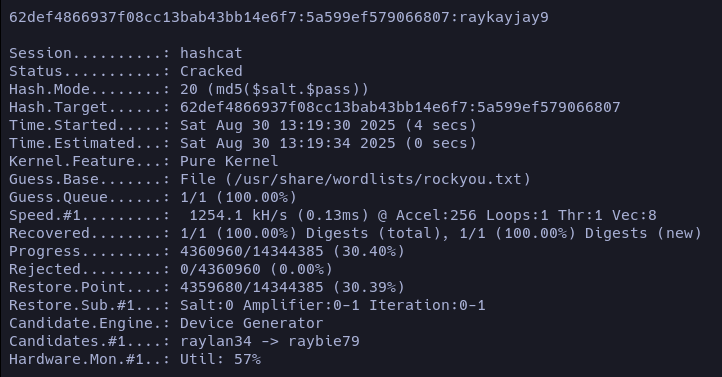 62def4866937f08cc13bab43bb14e6f7:5a599ef579066807:raykayjay9

Session..........: hashcat
Status...........: Cracked
Hash.Mode........: 20 (md5($salt.$pass))
Hash.Target......: 62def4866937f08cc13bab43bb14e6f7:5a599ef579066807
Time.Started.....: Sat Aug 30 13:19:30 2025 (4 secs)
Time.Estimated...: Sat Aug 30 13:19:34 2025 (0 secs)
Kernel.Feature...: Pure Kernel
Guess.Base.......: File (/usr/share/wordlists/rockyou.txt)
Guess.Queue......: 1/1 (100.00%)
Speed.#1.........:  1254.1 kH/s (0.13ms) @ Accel:256 Loops:1 Thr:1 Vec:8
Recovered........: 1/1 (100.00%) Digests (total), 1/1 (100.00%) Digests (new)
Progress.........: 4360960/14344385 (30.40%)
Rejected.........: 0/4360960 (0.00%)
Restore.Point....: 4359680/14344385 (30.39%)
Restore.Sub.#1...: Salt:0 Amplifier:0-1 Iteration:0-1
Candidate.Engine.: Device Generator
Candidates.#1....: raylan34 -> raybie79
Hardware.Mon.#1..: Util: 57%